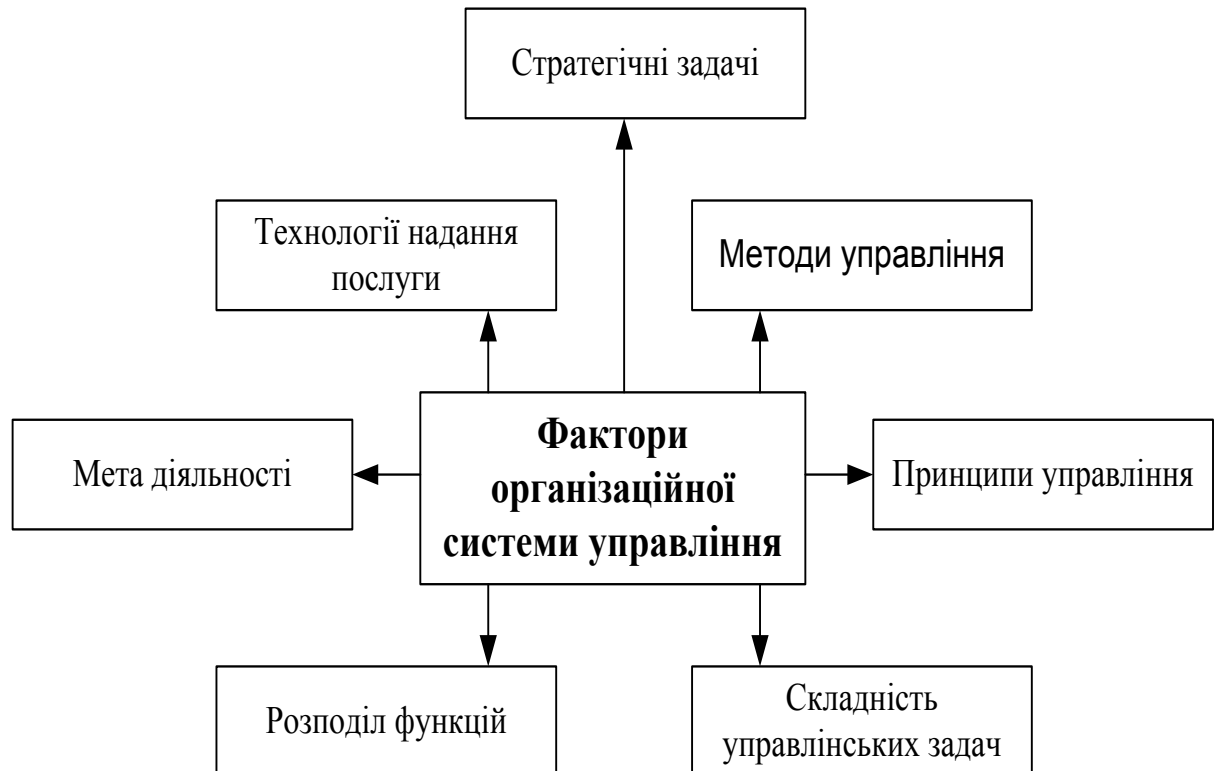 Стратегічні задачі
Технології надання
послуги
Методи управління
Мета діяльності
Фактори
організаційної
системи управління
Принципи управління
Розподіл функцій
Складність
управлінських задач